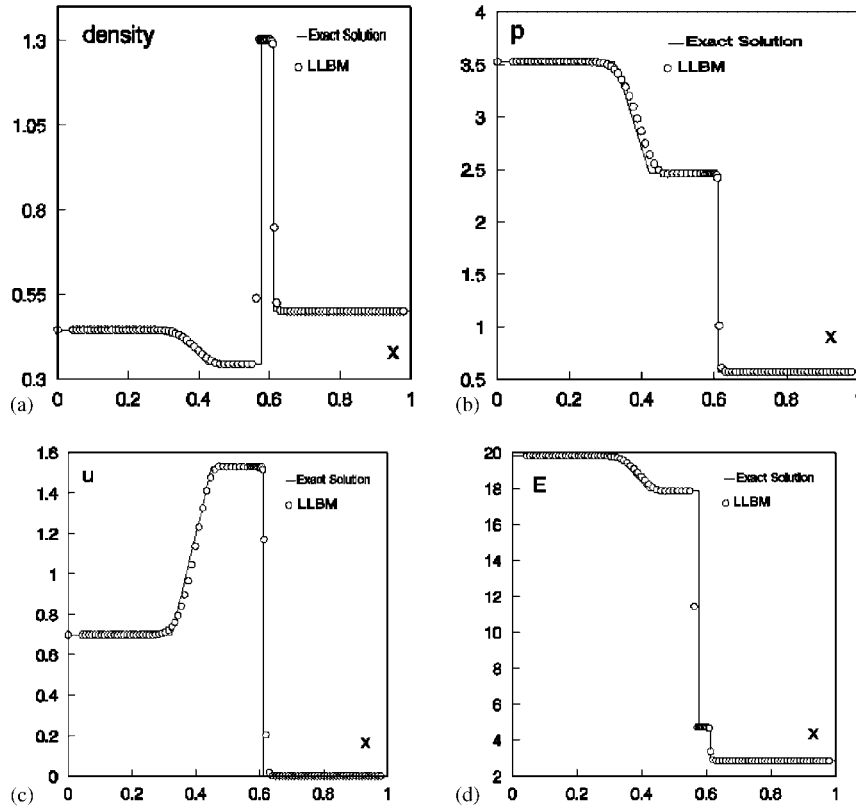 density
— Exact Solution
○ LLBM
1.3
1.05
0.8
0.55
0.3
x
0 0.2 0.4 0.6 0.8 1
(a)
p
— Exact Solution
○ LLBM
4
3.5
3
2.5
2
1.5
1
0.5
x
0 0.2 0.4 0.6 0.8 1
(b)
u
— Exact Solution
○ LLBM
1.6
1.4
1.2
1
0.8
0.6
0.4
0.2
0
x
0 0.2 0.4 0.6 0.8 1
(c)
E
— Exact Solution
○ LLBM
20
18
16
14
12
10
8
6
4
2
x
0 0.2 0.4 0.6 0.8 1
(d)